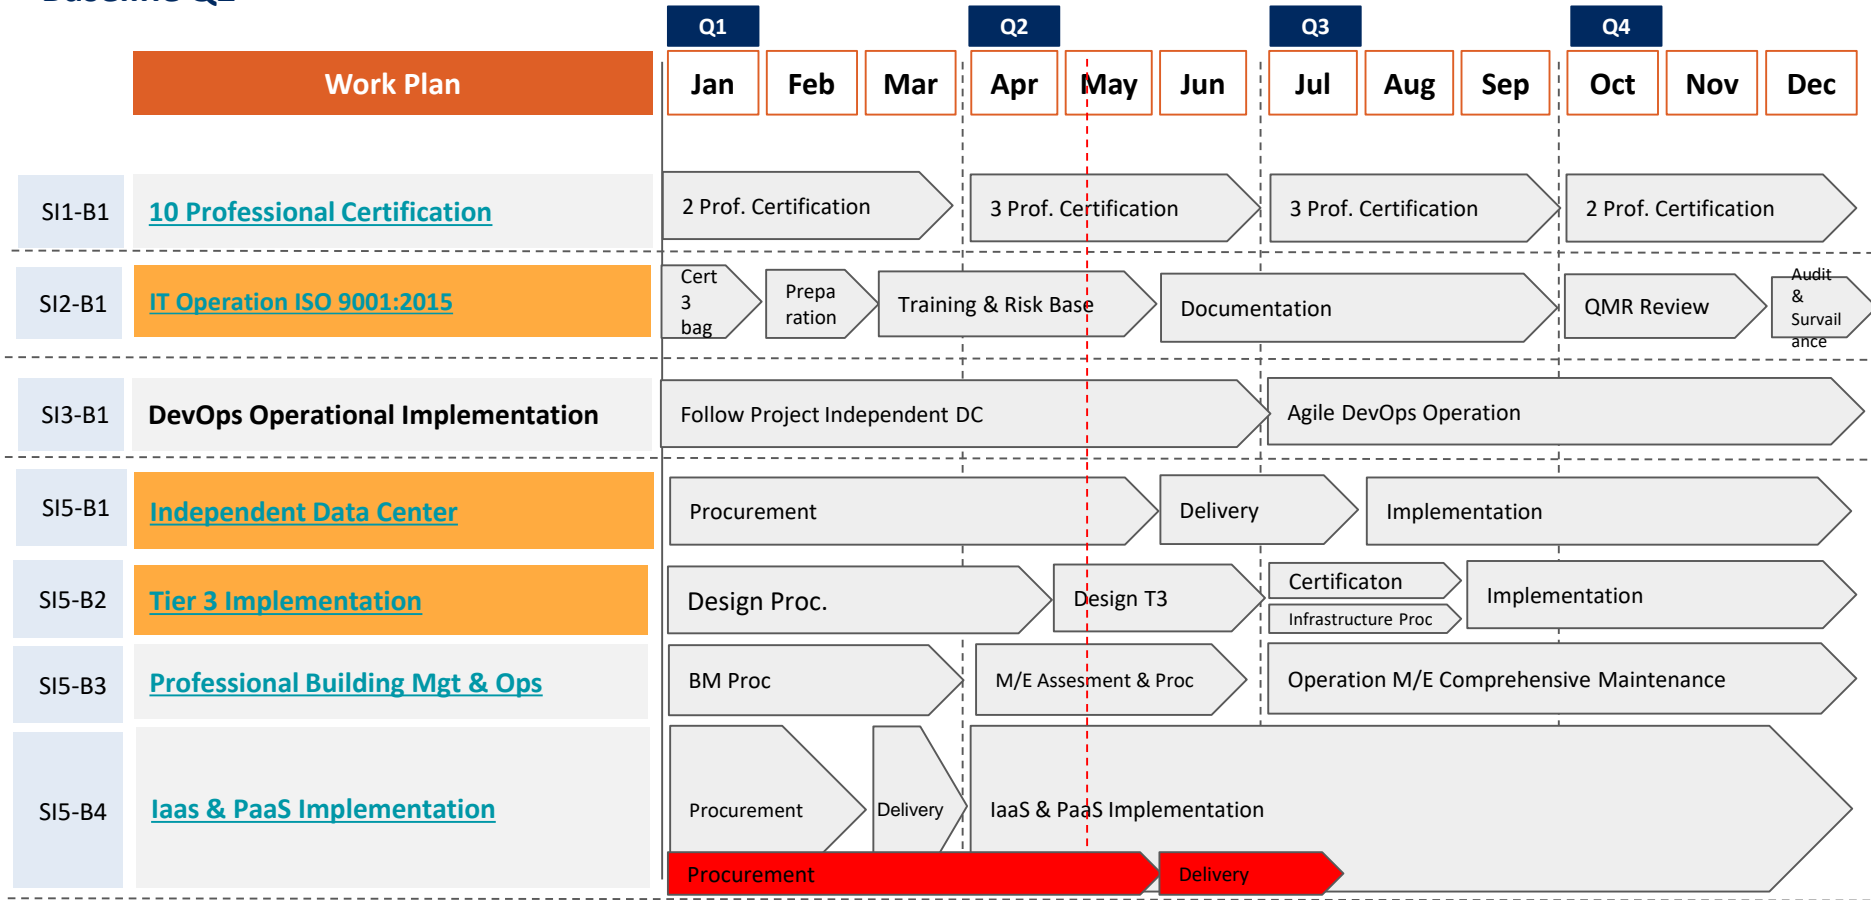 Baseline Q2
Q1
Q2
Q3
Q4
Work Plan
Jan
Feb
Mar
Apr
May
Jun
Jul
Aug
Sep
Oct
Nov
Dec
SI1-B1
10 Professional Certification
2 Prof. Certification
3 Prof. Certification
3 Prof. Certification
2 Prof. Certification
SI2-B1
IT Operation ISO 9001:2015
Cert
3
bag
Prepa
ration
Training & Risk Base
Documentation
QMR Review
Audit
&
Survail
ance
SI3-B1
DevOps Operational Implementation
Follow Project Independent DC
Agile DevOps Operation
SI5-B1
Independent Data Center
Procurement
Delivery
Implementation
SI5-B2
Tier 3 Implementation
Design Proc.
Design T3
Certificaton
Infrastructure Proc
Implementation
SI5-B3
Professional Building Mgt & Ops
BM Proc
M/E Assesment & Proc
Operation M/E Comprehensive Maintenance
SI5-B4
Iaas & PaaS Implementation
Procurement
Delivery
IaaS & PaaS Implementation
Procurement
Delivery